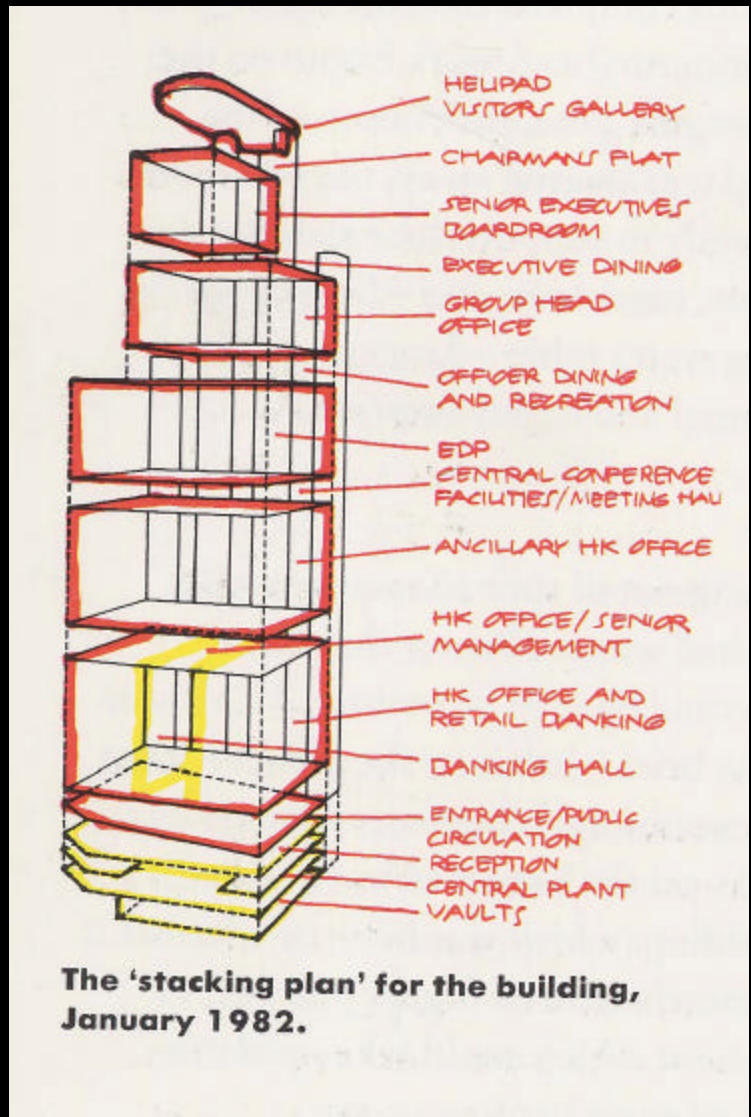 HELIPAD
VISITORS GALLERY
CHAIRMANS FLAT
SENIOR EXECUTIVES
BOARDROOM
EXECUTIVE DINING
GROUP HEAD
OFFICE
OFFICER DINING
AND RECREATION
EDP
CENTRAL CONFERENCE
FACILITIES/MEETING HALL
ANCILLARY HK OFFICE
HK OFFICE/SENIOR
MANAGEMENT
HK OFFICE AND
RETAIL BANKING
BANKING HALL
ENTRANCE/PUBLIC
CIRCULATION
RECEPTION
CENTRAL PLANT
VAULTS
The ‘stacking plan’ for the building,
January 1982.